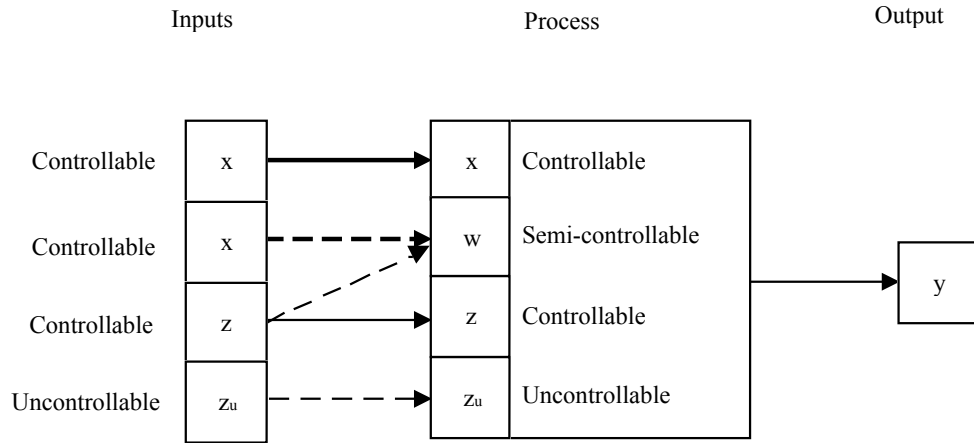 Inputs
Process
Output
Controllable
x
x
Controllable
Controllable
x
w
Semi-controllable
y
Controllable
z
z
Controllable
Uncontrollable
zu
zu
Uncontrollable